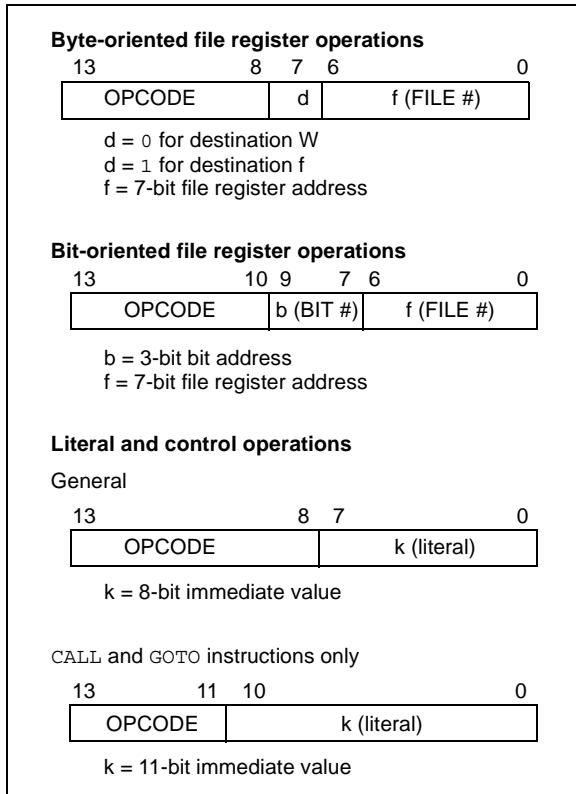 Byte-oriented file register operations
13 8 7 6 0
OPCODE d f (FILE #)
d = 0 for destination W
d = 1 for destination f
f = 7-bit file register address
Bit-oriented file register operations
13 10 9 7 6 0
OPCODE b (BIT #) f (FILE #)
b = 3-bit bit address
f = 7-bit file register address
Literal and control operations
General
13 8 7 0
OPCODE k (literal)
k = 8-bit immediate value
CALL and GOTO instructions only
13 11 10 0
OPCODE k (literal)
k = 11-bit immediate value